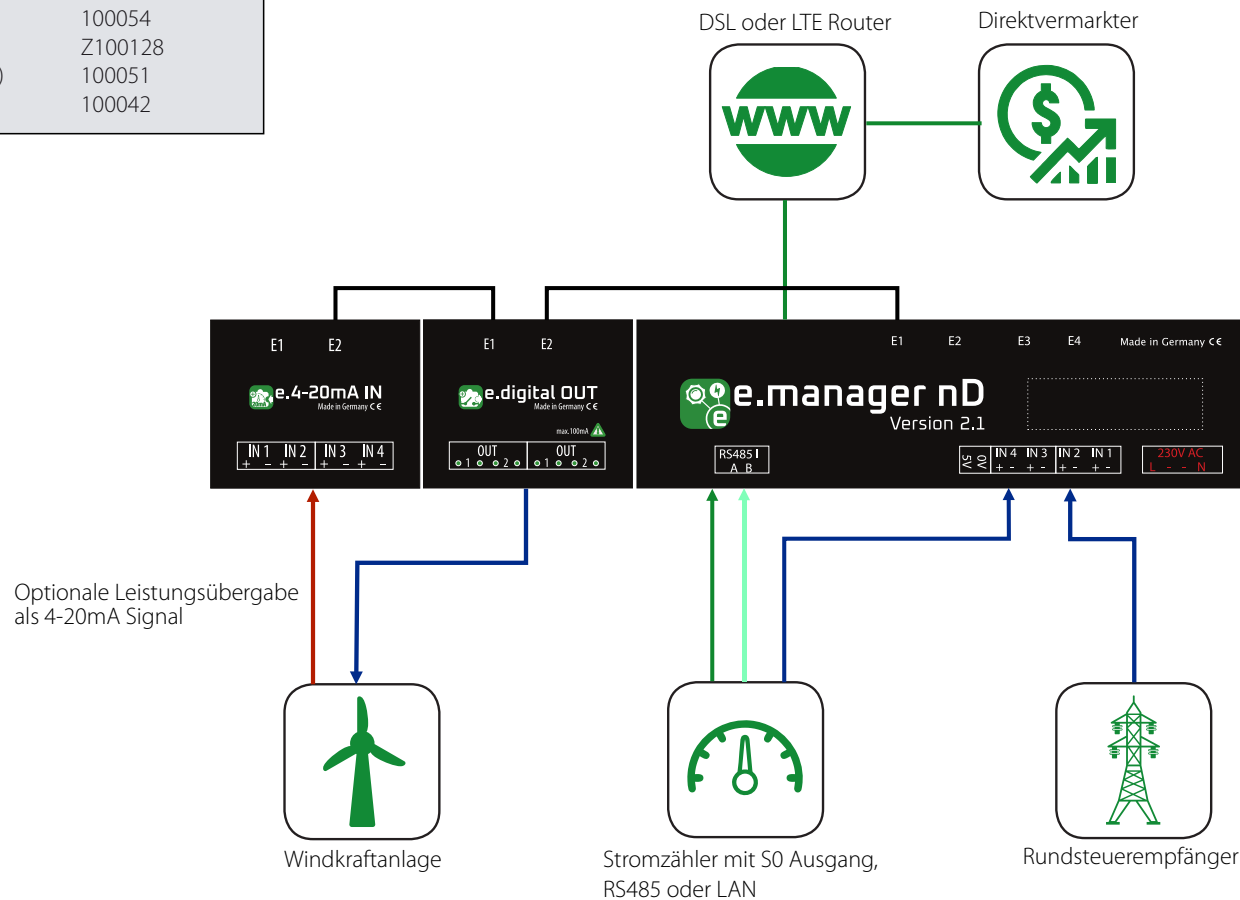 100054
Z100128
) 100051
100042
DSL oder LTE Router
Direktvermarkter
WWW
$
E1 E2
e.4-20mA IN
Made in Germany C€
IN 1 IN 2 IN 3 IN 4
+ - + - + - + -
E1 E2
e.digital OUT
Made in Germany C€
max.100mA
OUT OUT
1 2 1 2
E1 E2 E3 E4 Made in Germany C€
e
e.manager nD
Version 2.1
RS485 I
A B
5V 0V
IN 4 IN 3 IN 2 IN 1
+ - + - + - + -
230V AC
L - - N
Optionale Leistungsübergabe
als 4-20mA Signal
Windkraftanlage
Stromzähler mit S0 Ausgang,
RS485 oder LAN
Rundsteuerempfänger